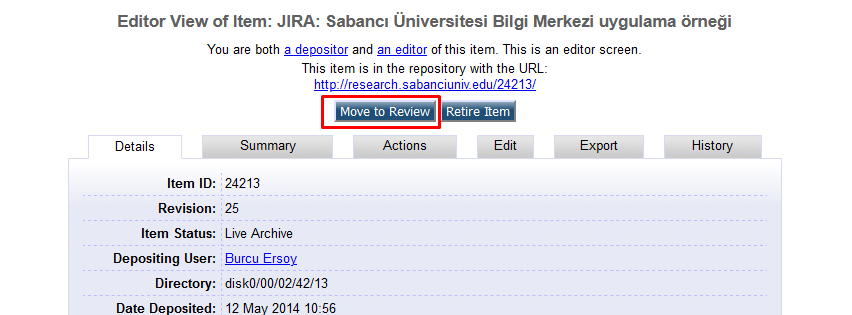 Editor View of Item: JIRA: Sabancı Üniversitesi Bilgi Merkezi uygulama örneği
You are both a depositor and an editor of this item. This is an editor screen.
This item is in the repository with the URL:
http://research.sabanciuniv.edu/24213/
Move to Review Retire Item
Details Summary Actions Edit Export History
Item ID: 24213
Revision: 25
Item Status: Live Archive
Depositing User: Burcu Ersoy
Directory: disk0/00/02/42/13
Date Deposited: 12 May 2014 10:56